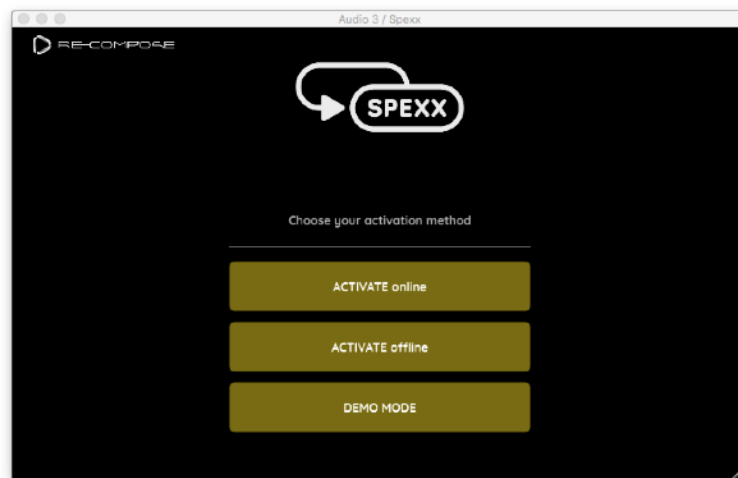 Audio 3 / Spexx
RE-COMPOSE
SPEXX
Choose your activation method
ACTIVATE online
ACTIVATE offline
DEMO MODE